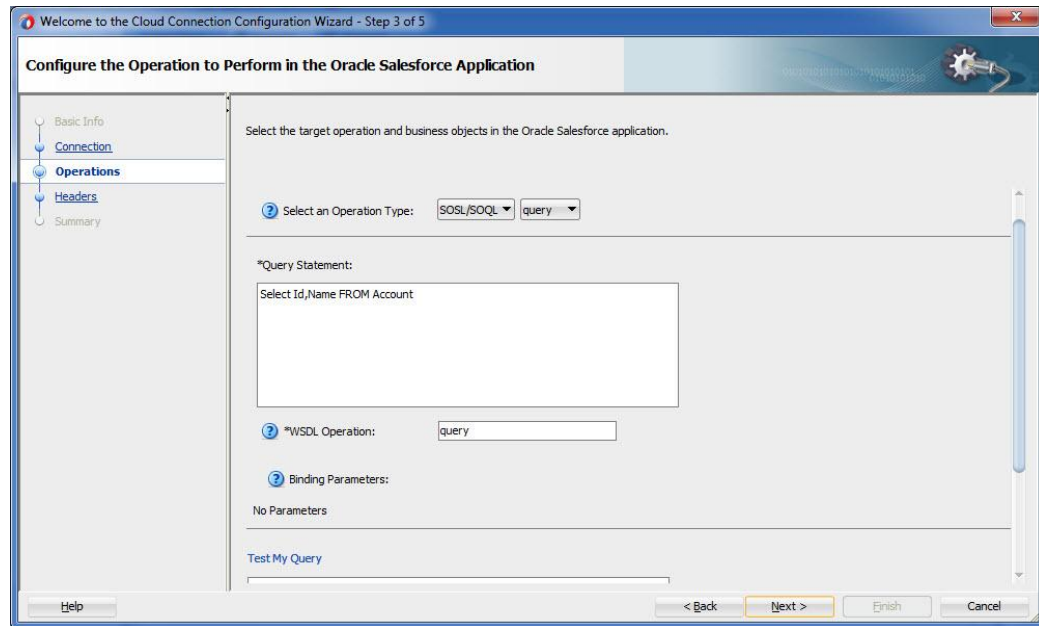 Welcome to the Cloud Connection Configuration Wizard - Step 3 of 5
x
Configure the Operation to Perform in the Oracle Salesforce Application
Basic Info
Connection
Operations
Headers
Summary
Select the target operation and business objects in the Oracle Salesforce application.
? Select an Operation Type: SOSL/SOQL query
*Query Statement:
Select Id,Name FROM Account
? *WSDL Operation: query
? Binding Parameters:
No Parameters
Test My Query
Help < Back Next > Finish Cancel